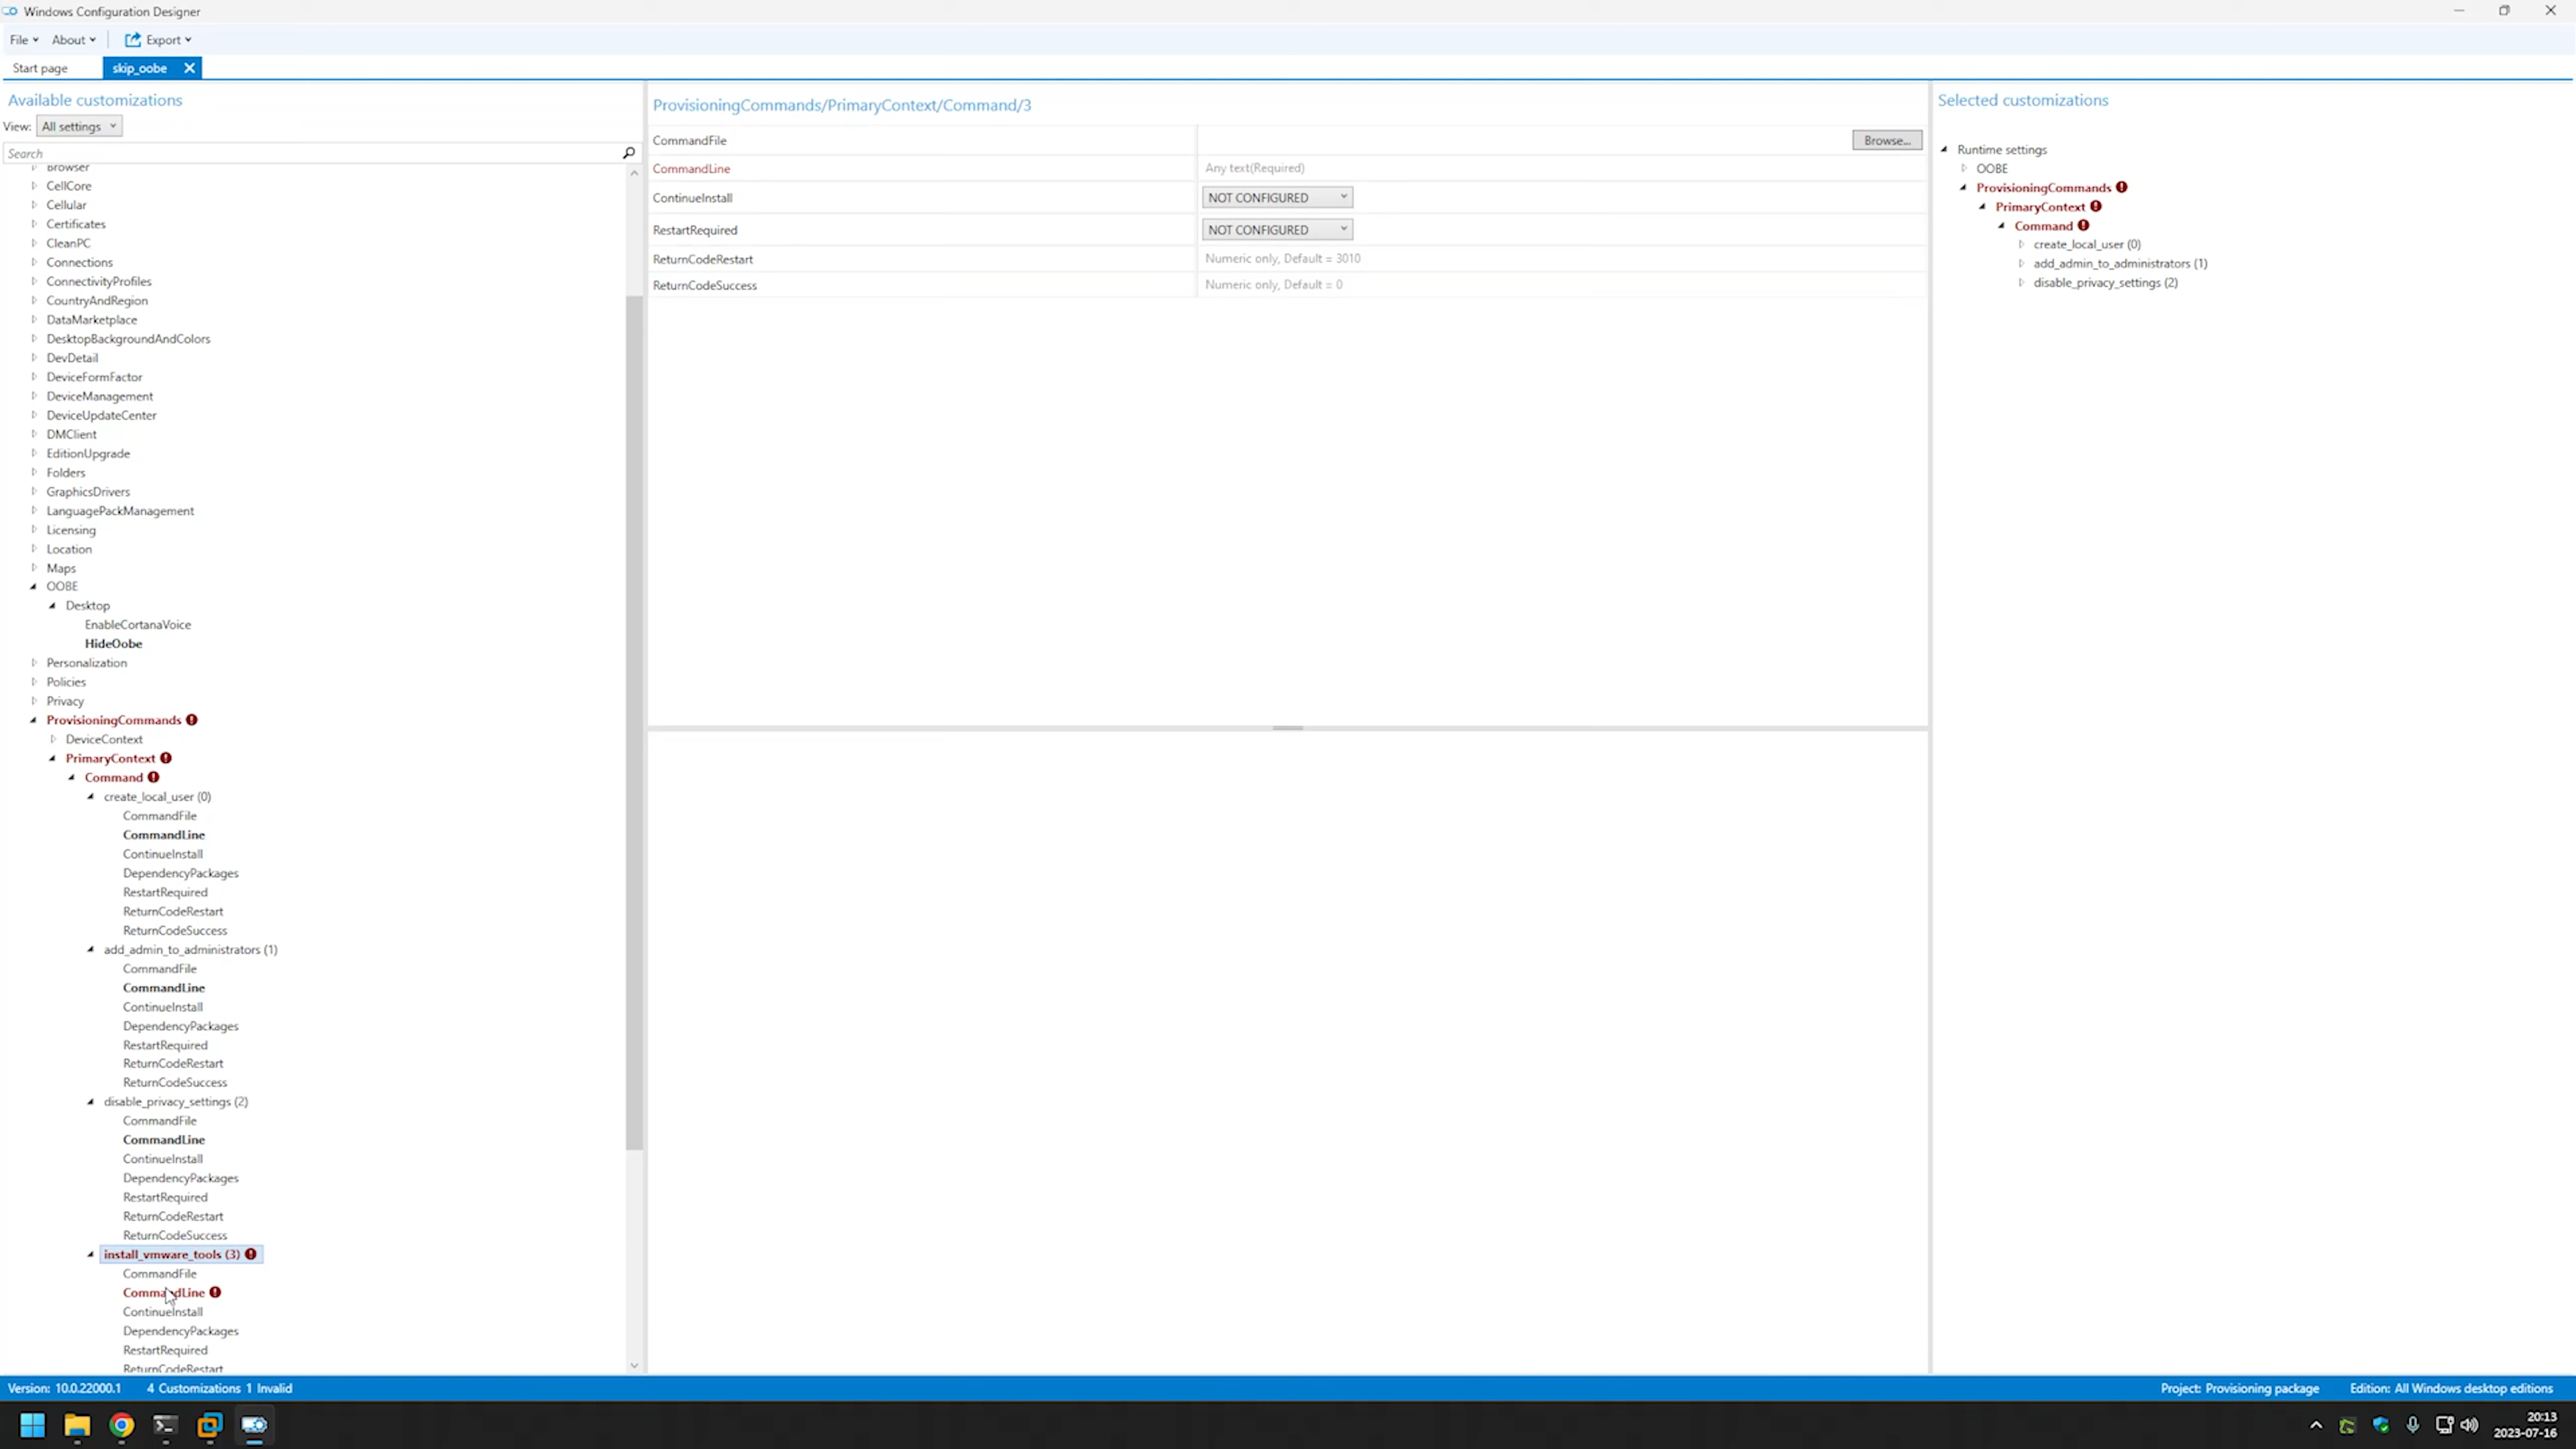 Windows Configuration Designer
File About Export
Start page skip_oobe
Available customizations
View: All settings
Search
Browser
CellCore
Cellular
Certificates
CleanPC
Connections
ConnectivityProfiles
CountryAndRegion
DataMarketplace
DesktopBackgroundAndColors
DevDetail
DeviceFormFactor
DeviceManagement
DeviceUpdateCenter
DMClient
EditionUpgrade
Folders
GraphicsDrivers
LanguagePackManagement
Licensing
Location
Maps
OOBE
Desktop
EnableCortanaVoice
HideOobe
Personalization
Policies
Privacy
ProvisioningCommands
DeviceContext
PrimaryContext
Command
create_local_user (0)
CommandFile
CommandLine
ContinueInstall
DependencyPackages
RestartRequired
ReturnCodeRestart
ReturnCodeSuccess
add_admin_to_administrators (1)
CommandFile
CommandLine
ContinueInstall
DependencyPackages
RestartRequired
ReturnCodeRestart
ReturnCodeSuccess
disable_privacy_settings (2)
CommandFile
CommandLine
ContinueInstall
DependencyPackages
RestartRequired
ReturnCodeRestart
ReturnCodeSuccess
install_vmware_tools (3)
CommandFile
CommandLine
ContinueInstall
DependencyPackages
RestartRequired
ReturnCodeRestart
ProvisioningCommands/PrimaryContext/Command/3
CommandFile Browse...
CommandLine Any text(Required)
ContinueInstall NOT CONFIGURED
RestartRequired NOT CONFIGURED
ReturnCodeRestart Numeric only, Default = 3010
ReturnCodeSuccess Numeric only, Default = 0
Selected customizations
Runtime settings
OOBE
ProvisioningCommands
PrimaryContext
Command
create_local_user (0)
add_admin_to_administrators (1)
disable_privacy_settings (2)
Version: 10.0.22000.1 4 Customizations 1 Invalid Project: Provisioning package Edition: All Windows desktop editions
20:13
2023-07-16